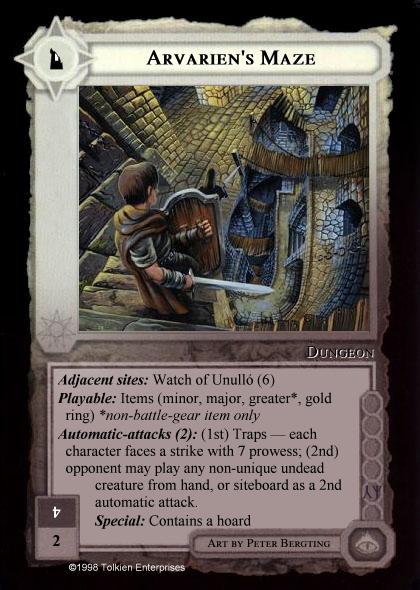 ARVARIEN'S MAZE
DUNGEON
Adjacent sites: Watch of Unulló (6)
Playable: Items (minor, major, greater*, gold
ring) *non-battle-gear item only
Automatic-attacks (2): (1st) Traps — each
character faces a strike with 7 prowess; (2nd)
opponent may play any non-unique undead
creature from hand, or siteboard as a 2nd
automatic attack.
Special: Contains a hoard
4
2
ART BY PETER BERGTING
©1998 Tolkien Enterprises